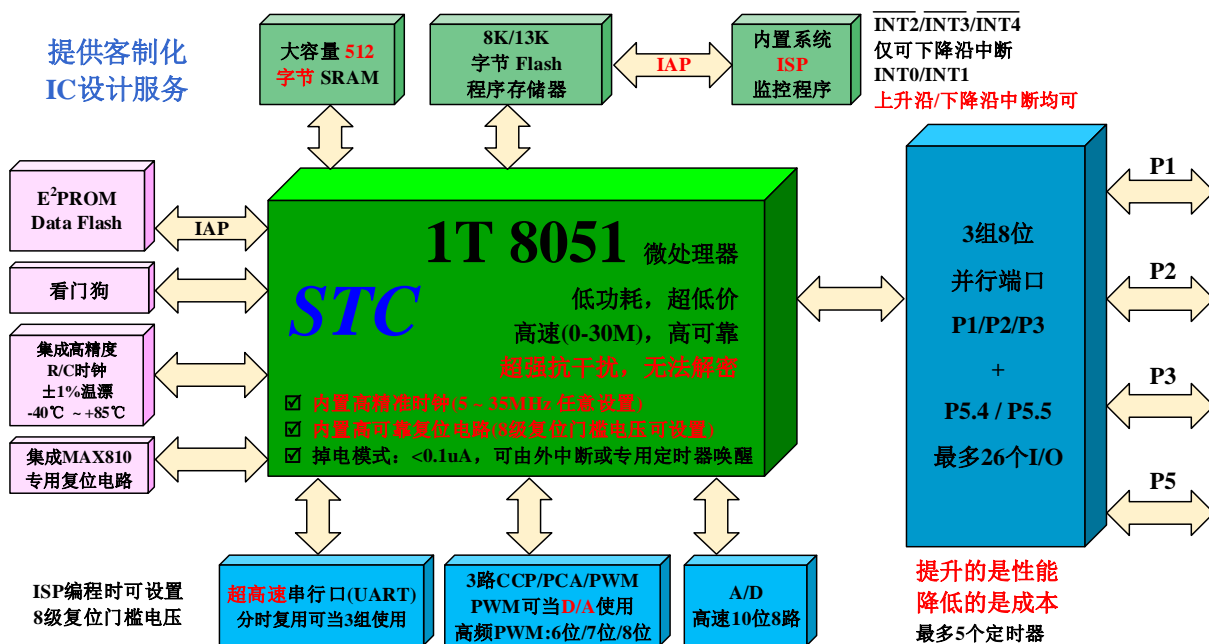 提供客制化
IC设计服务
大容量 512
字节 SRAM
8K/13K
字节 Flash
程序存储器
IAP
内置系统
ISP
监控程序
INT2/INT3/INT4
仅可下降沿中断
INT0/INT1
上升沿/下降沿中断均可
E²PROM
Data Flash
IAP
看门狗
集成高精度
R/C时钟
±1%温漂
-40℃ ~ +85℃
集成MAX810
专用复位电路
1T 8051 微处理器
STC
低功耗，超低价
高速(0-30M)，高可靠
超强抗干扰，无法解密
☑ 内置高精准时钟(5 ~ 35MHz 任意设置)
☑ 内置高可靠复位电路(8级复位门槛电压可设置)
☑ 掉电模式：<0.1uA，可由外中断或专用定时器唤醒
3组8位
并行端口
P1/P2/P3
+
P5.4 / P5.5
最多26个I/O
P1
P2
P3
P5
ISP编程时可设置
8级复位门槛电压
超高速串行口(UART)
分时复用可当3组使用
3路CCP/PCA/PWM
PWM可当D/A使用
高频PWM:6位/7位/8位
A/D
高速10位8路
提升的是性能
降低的是成本
最多5个定时器